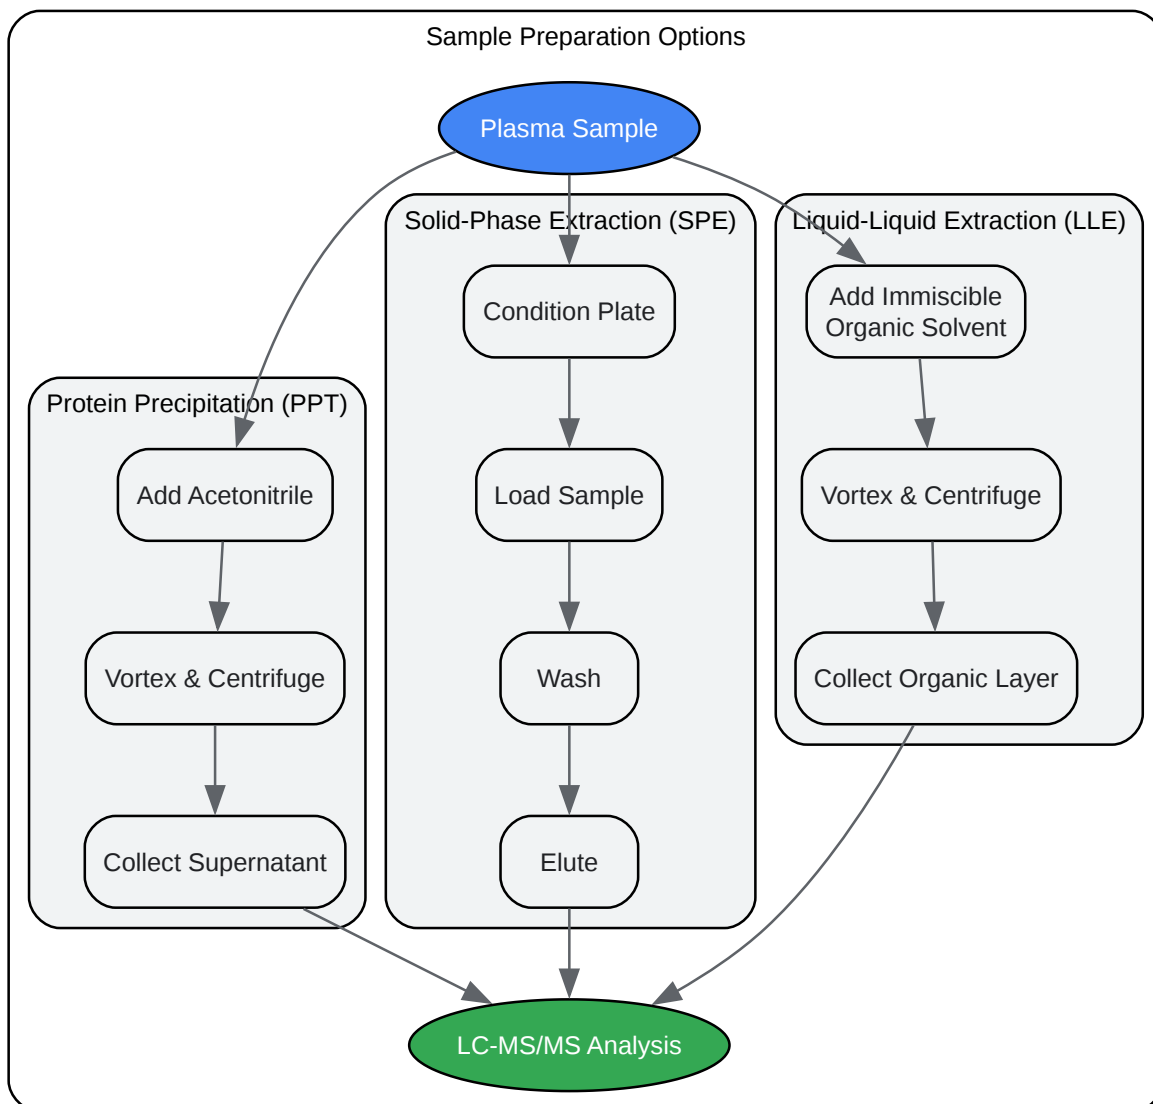 Sample Preparation Options
Plasma Sample
Protein Precipitation (PPT)
Add Acetonitrile
Vortex & Centrifuge
Collect Supernatant
Solid-Phase Extraction (SPE)
Condition Plate
Load Sample
Wash
Elute
Liquid-Liquid Extraction (LLE)
Add Immiscible
Organic Solvent
Vortex & Centrifuge
Collect Organic Layer
LC-MS/MS Analysis